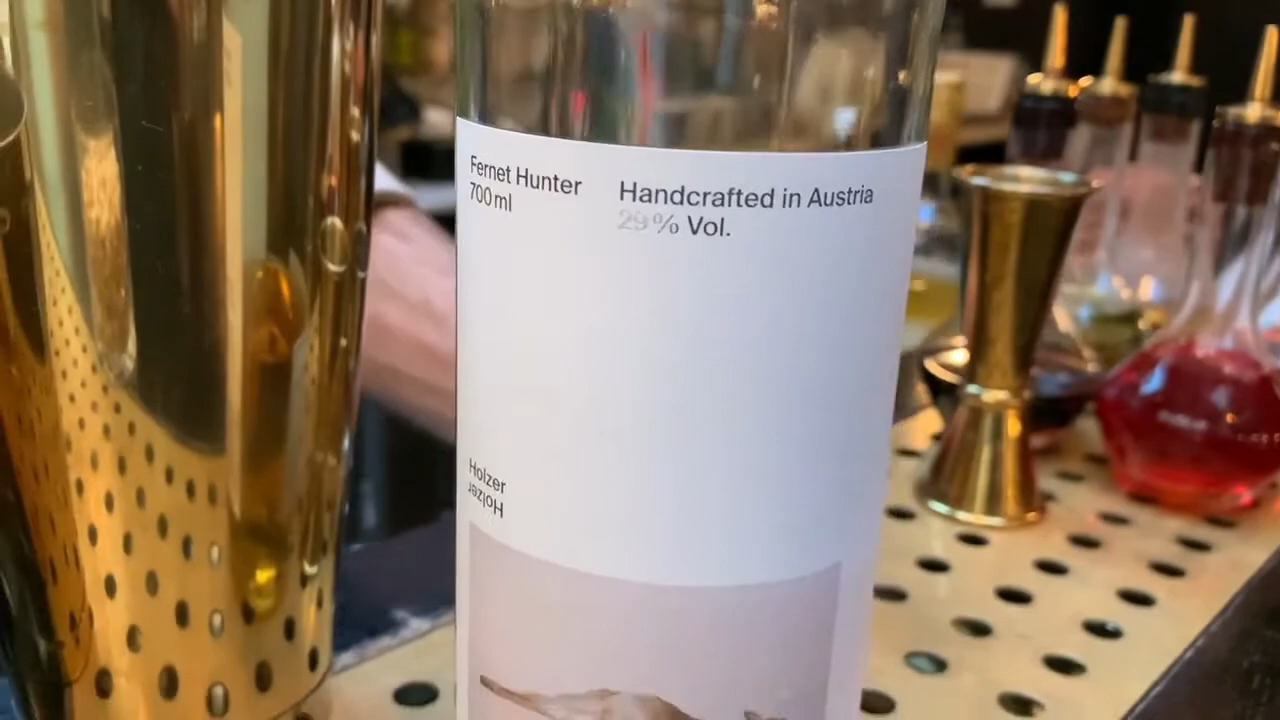 Fernet Hunter
700 ml
Handcrafted in Austria
29% Vol.
Holzer
Holzer